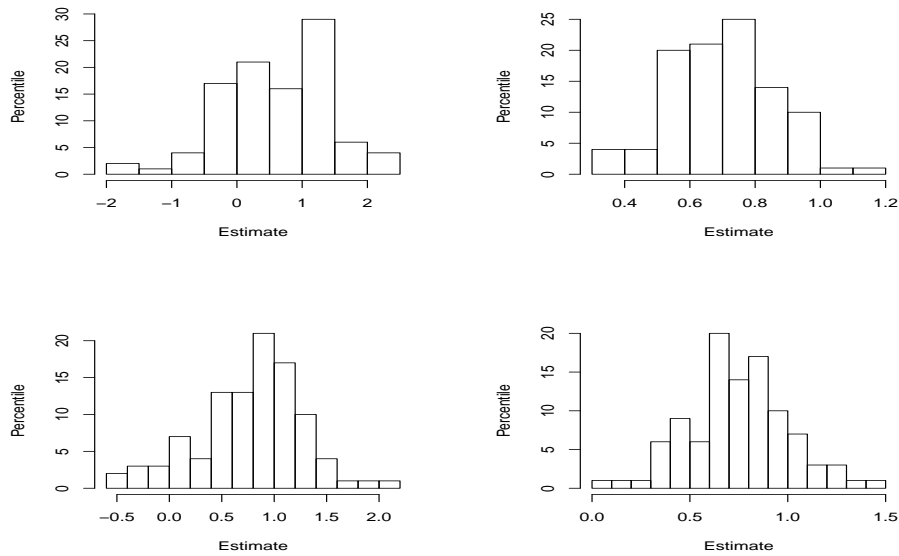 Percentile
0 5 10 15 20 25 30
−2 −1 0 1 2
Estimate
Percentile
0 5 10 15 20 25
0.4 0.6 0.8 1.0 1.2
Estimate
Percentile
0 5 10 15 20
−0.5 0.0 0.5 1.0 1.5 2.0
Estimate
Percentile
0 5 10 15 20
0.0 0.5 1.0 1.5
Estimate